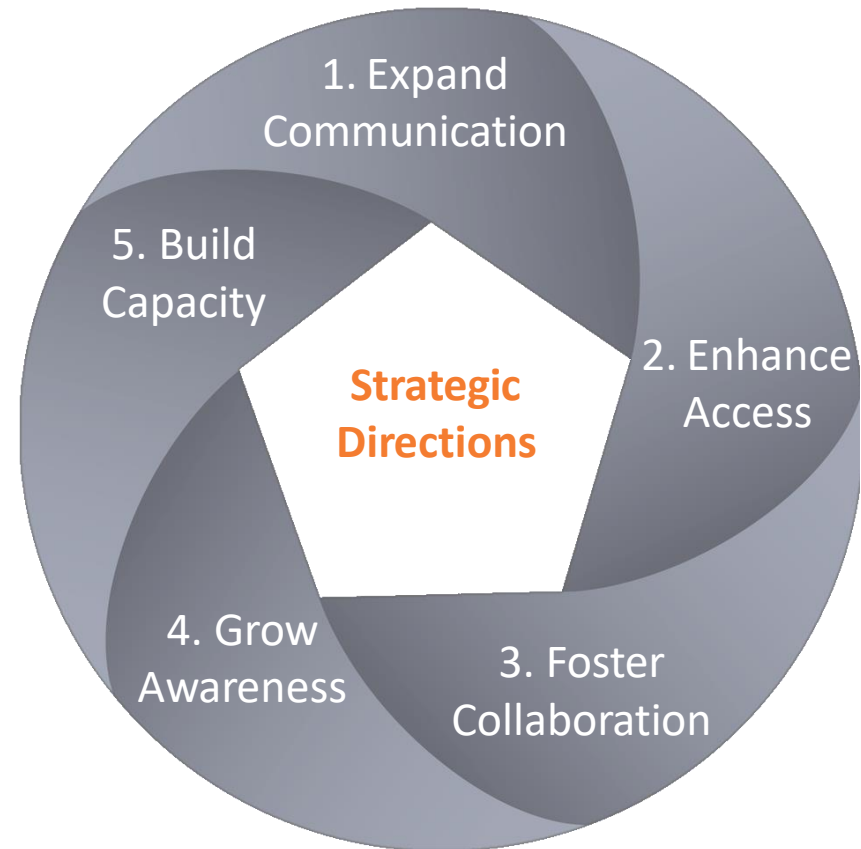 1. Expand
Communication
2. Enhance
Access
3. Foster
Collaboration
4. Grow
Awareness
5. Build
Capacity
Strategic
Directions